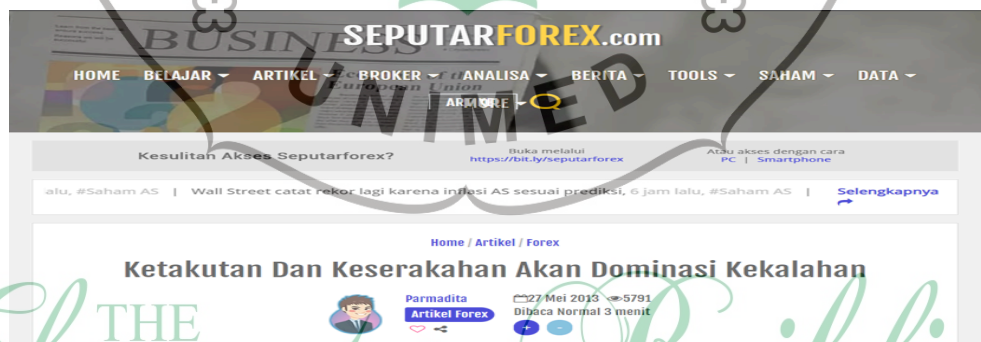 BUSINESS
SEPUTARFOREX.com
HOME BELAJAR ARTIKEL BROKER ANALISA BERITA TOOLS SAHAM DATA
European Union
UNIMED
Kesulitan Akses Seputarforex?
Buka melalui
https://bit.ly/seputarforex
Atau akses dengan cara
PC | Smartphone
alu, #Saham AS | Wall Street catat rekor lagi karena inflasi AS sesuai prediksi, 6 jam lalu, #Saham AS | Selengkapnya
Home / Artikel / Forex
Ketakutan Dan Keserakahan Akan Dominasi Kekalahan
Parmadita
27 Mei 2013 5791
Artikel Forex
Dibaca Normal 3 menit
+ -
THE